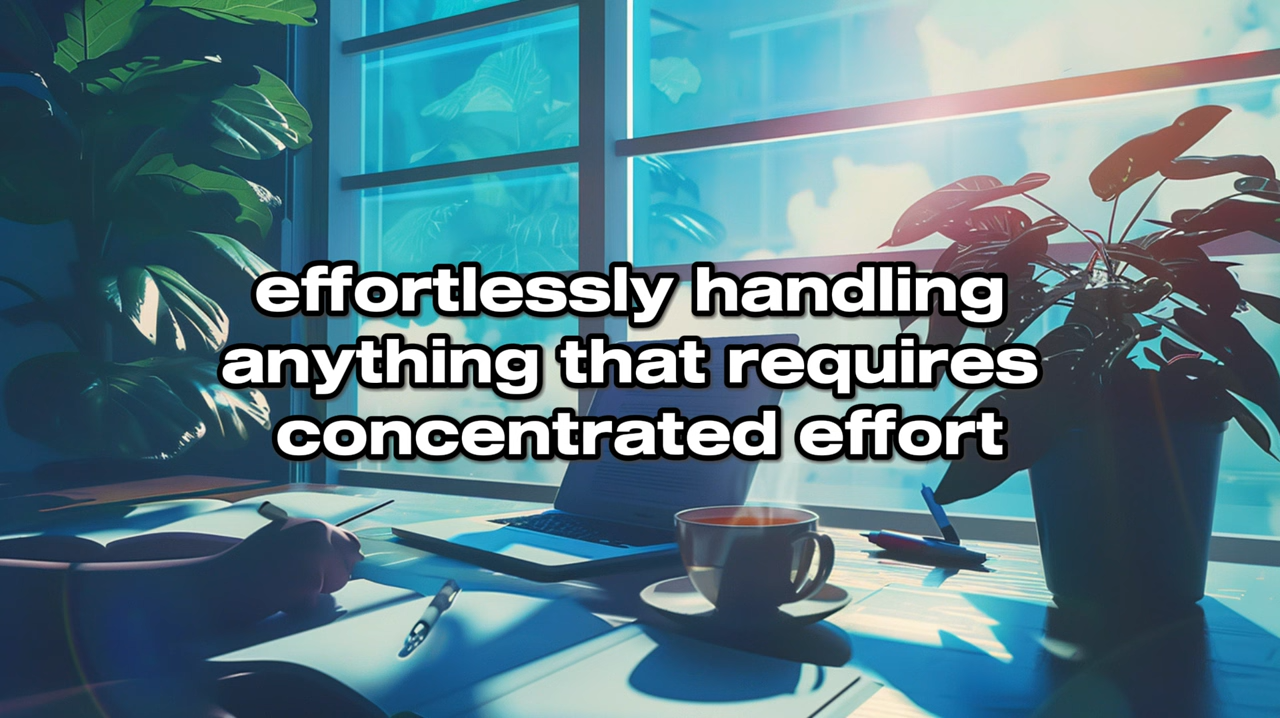 effortlessly handling
anything that requires
concentrated effort